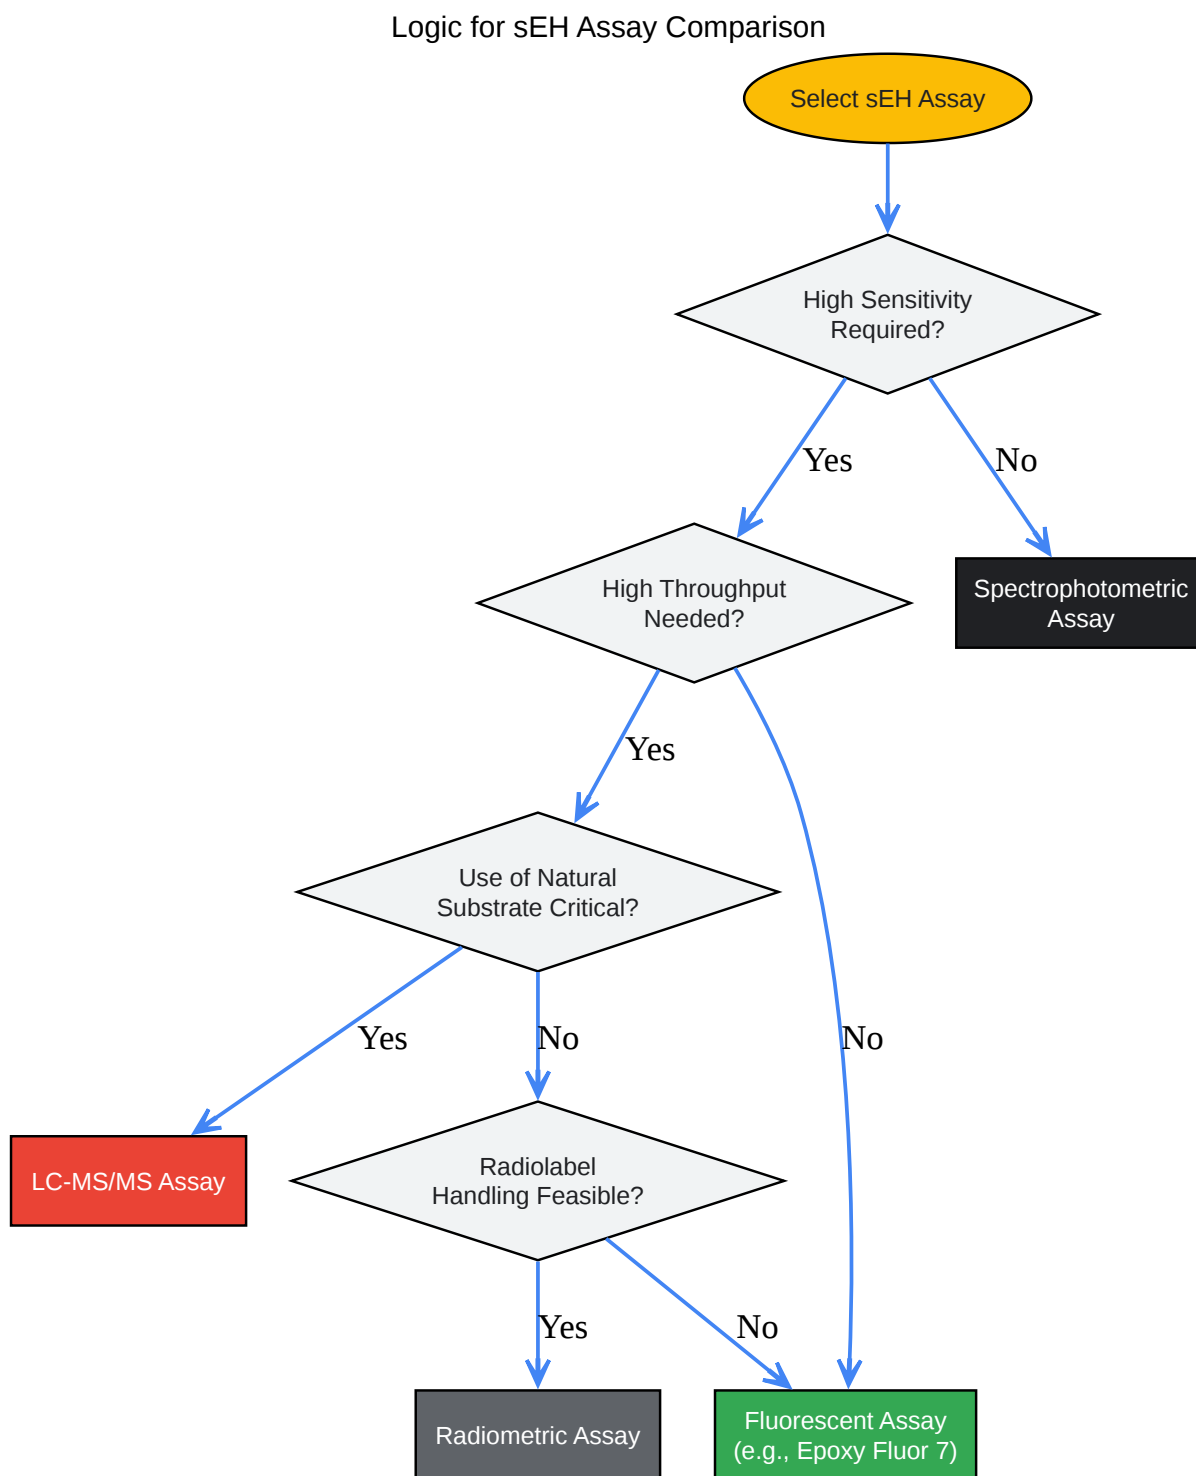 Logic for sEH Assay Comparison
Select sEH Assay
High Sensitivity
Required?
Yes
No
High Throughput
Needed?
Spectrophotometric
Assay
Yes
Use of Natural
Substrate Critical?
Yes
No
No
LC-MS/MS Assay
Radiolabel
Handling Feasible?
Yes
No
Radiometric Assay
Fluorescent Assay
(e.g., Epoxy Fluor 7)